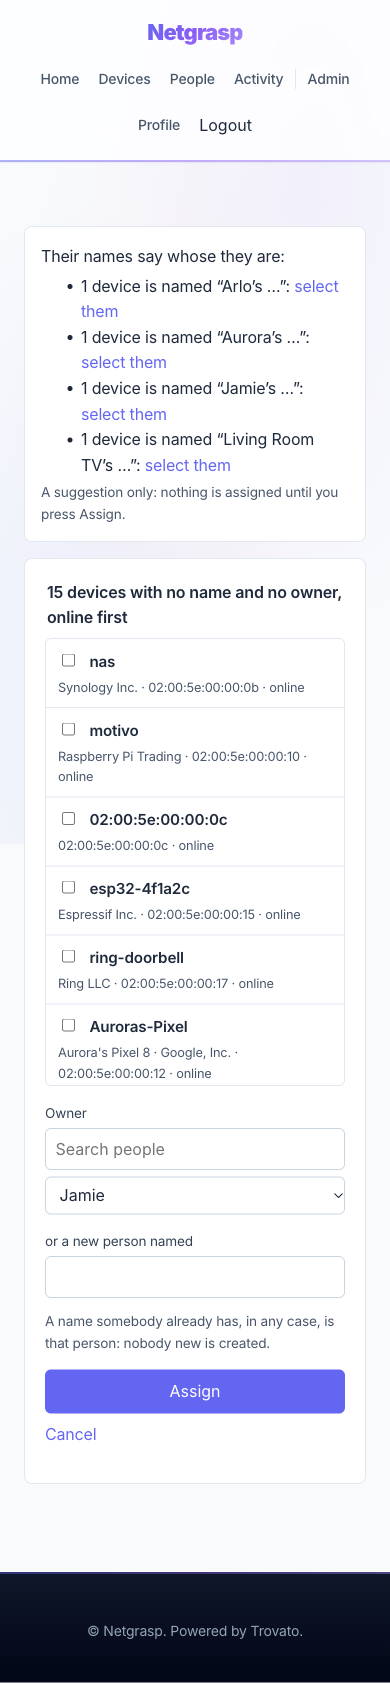 Netgrasp
Home Devices People Activity Admin
Profile Logout
Their names say whose they are:
• 1 device is named “Arlo’s …”: select
them
• 1 device is named “Aurora’s …”:
select them
• 1 device is named “Jamie’s …”:
select them
• 1 device is named “Living Room
TV’s …”: select them
A suggestion only: nothing is assigned until you
press Assign.
15 devices with no name and no owner,
online first
nas
Synology Inc. · 02:00:5e:00:00:0b · online
motivo
Raspberry Pi Trading · 02:00:5e:00:00:10 ·
online
02:00:5e:00:00:0c
02:00:5e:00:00:0c · online
esp32-4f1a2c
Espressif Inc. · 02:00:5e:00:00:15 · online
ring-doorbell
Ring LLC · 02:00:5e:00:00:17 · online
Auroras-Pixel
Aurora's Pixel 8 · Google, Inc. ·
02:00:5e:00:00:12 · online
Owner
Search people
Jamie
or a new person named
A name somebody already has, in any case, is
that person: nobody new is created.
Assign
Cancel
© Netgrasp. Powered by Trovato.